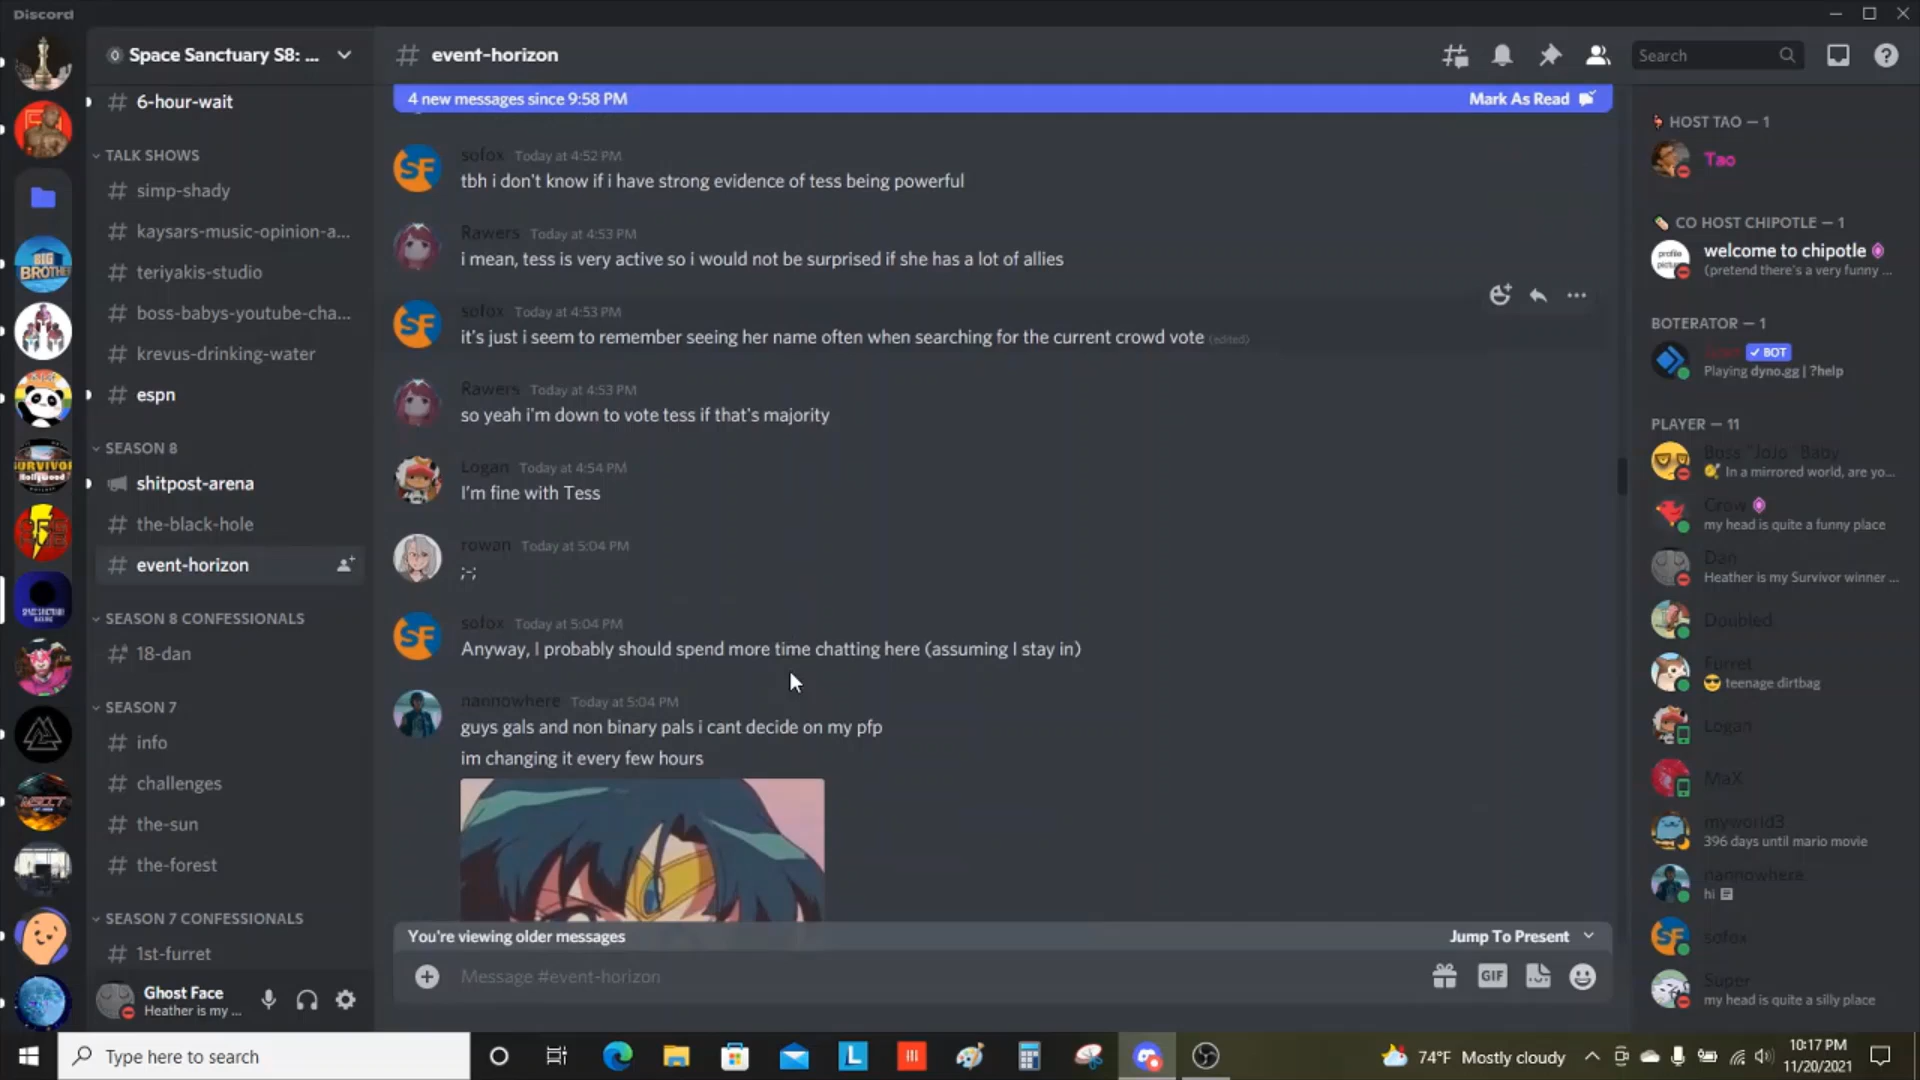 Discord
Space Sanctuary S8: ...
6-hour-wait
TALK SHOWS
simp-shady
kaysars-music-opinion-a...
teriyakis-studio
boss-babys-youtube-cha...
krevus-drinking-water
espn
SEASON 8
shitpost-arena
the-black-hole
event-horizon
SEASON 8 CONFESSIONALS
18-dan
SEASON 7
info
challenges
the-sun
the-forest
SEASON 7 CONFESSIONALS
1st-furret
Ghost Face
Heather is my ...
event-horizon
Search
4 new messages since 9:58 PM
Mark As Read
sofox Today at 4:52 PM
tbh i don't know if i have strong evidence of tess being powerful
Rawers Today at 4:53 PM
i mean, tess is very active so i would not be surprised if she has a lot of allies
sofox Today at 4:53 PM
it's just i seem to remember seeing her name often when searching for the current crowd vote (edited)
Rawers Today at 4:53 PM
so yeah i'm down to vote tess if that's majority
Logan Today at 4:54 PM
I'm fine with Tess
rowan Today at 5:04 PM
;-;
sofox Today at 5:04 PM
Anyway, I probably should spend more time chatting here (assuming I stay in)
nannowhere Today at 5:04 PM
guys gals and non binary pals i cant decide on my pfp
im changing it every few hours
You're viewing older messages
Jump To Present
Message #event-horizon
GIF
HOST TAO — 1
Tao
CO HOST CHIPOTLE — 1
welcome to chipotle
(pretend there's a very funny ...
BOTERATOR — 1
BOT
Playing dyno.gg | ?help
PLAYER — 11
Boss "JoJo" Baby
In a mirrored world, are yo...
Crow
my head is quite a funny place
Dan
Heather is my Survivor winner ...
Doubled
Furret
teenage dirtbag
Logan
MaX
myworld3
396 days until mario movie
nannowhere
hi
sofox
Super
my head is quite a silly place
Type here to search
74°F Mostly cloudy
10:17 PM
11/20/2021